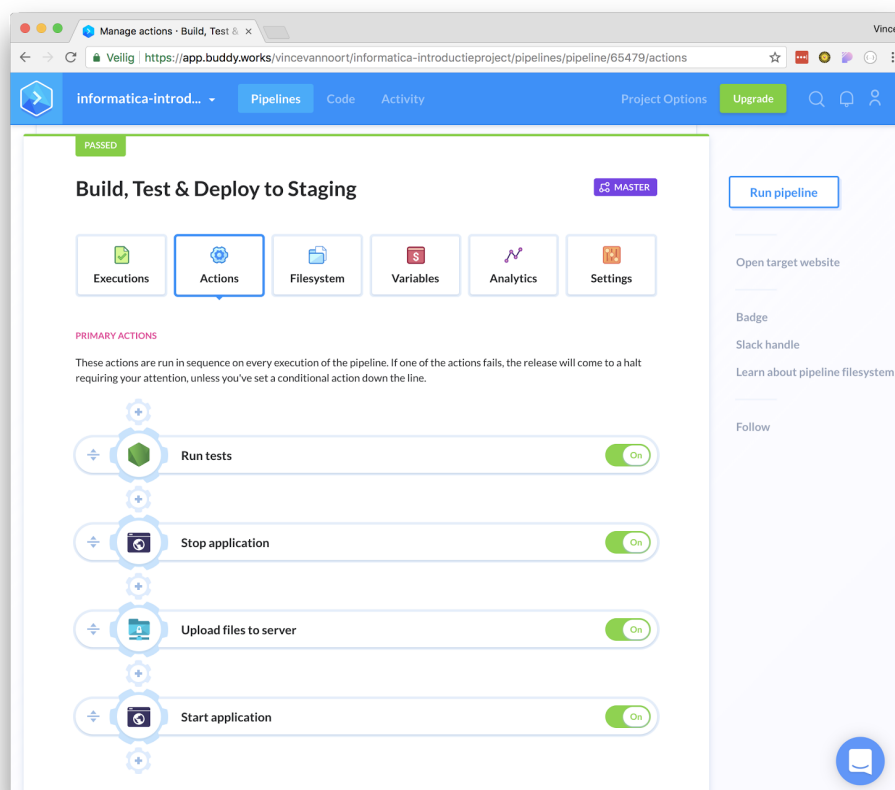 Manage actions · Build, Test &
Vince
Veilig https://app.buddy.works/vincevannoort/informatica-introductieproject/pipelines/pipeline/65479/actions
informatica-introd... Pipelines Code Activity Project Options Upgrade
PASSED
Build, Test & Deploy to Staging
MASTER
Run pipeline
Executions Actions Filesystem Variables Analytics Settings
S
Open target website
Badge
Slack handle
Learn about pipeline filesystem
Follow
PRIMARY ACTIONS
These actions are run in sequence on every execution of the pipeline. If one of the actions fails, the release will come to a halt
requiring your attention, unless you've set a conditional action down the line.
Run tests On
Stop application On
Upload files to server On
Start application On